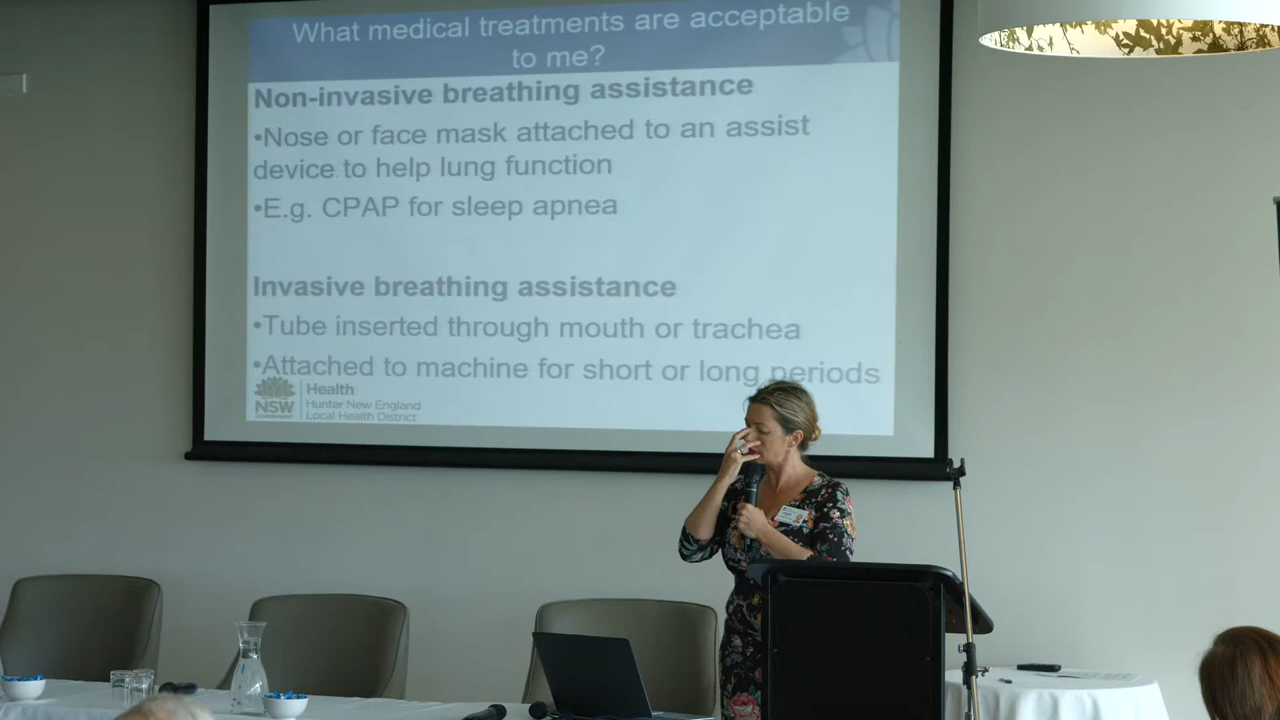 What medical treatments are acceptable
to me?
Non-invasive breathing assistance
•Nose or face mask attached to an assist
device to help lung function
•E.g. CPAP for sleep apnea
Invasive breathing assistance
•Tube inserted through mouth or trachea
•Attached to machine for short or long periods
NSW
GOVERNMENT
Health
Hunter New England
Local Health District